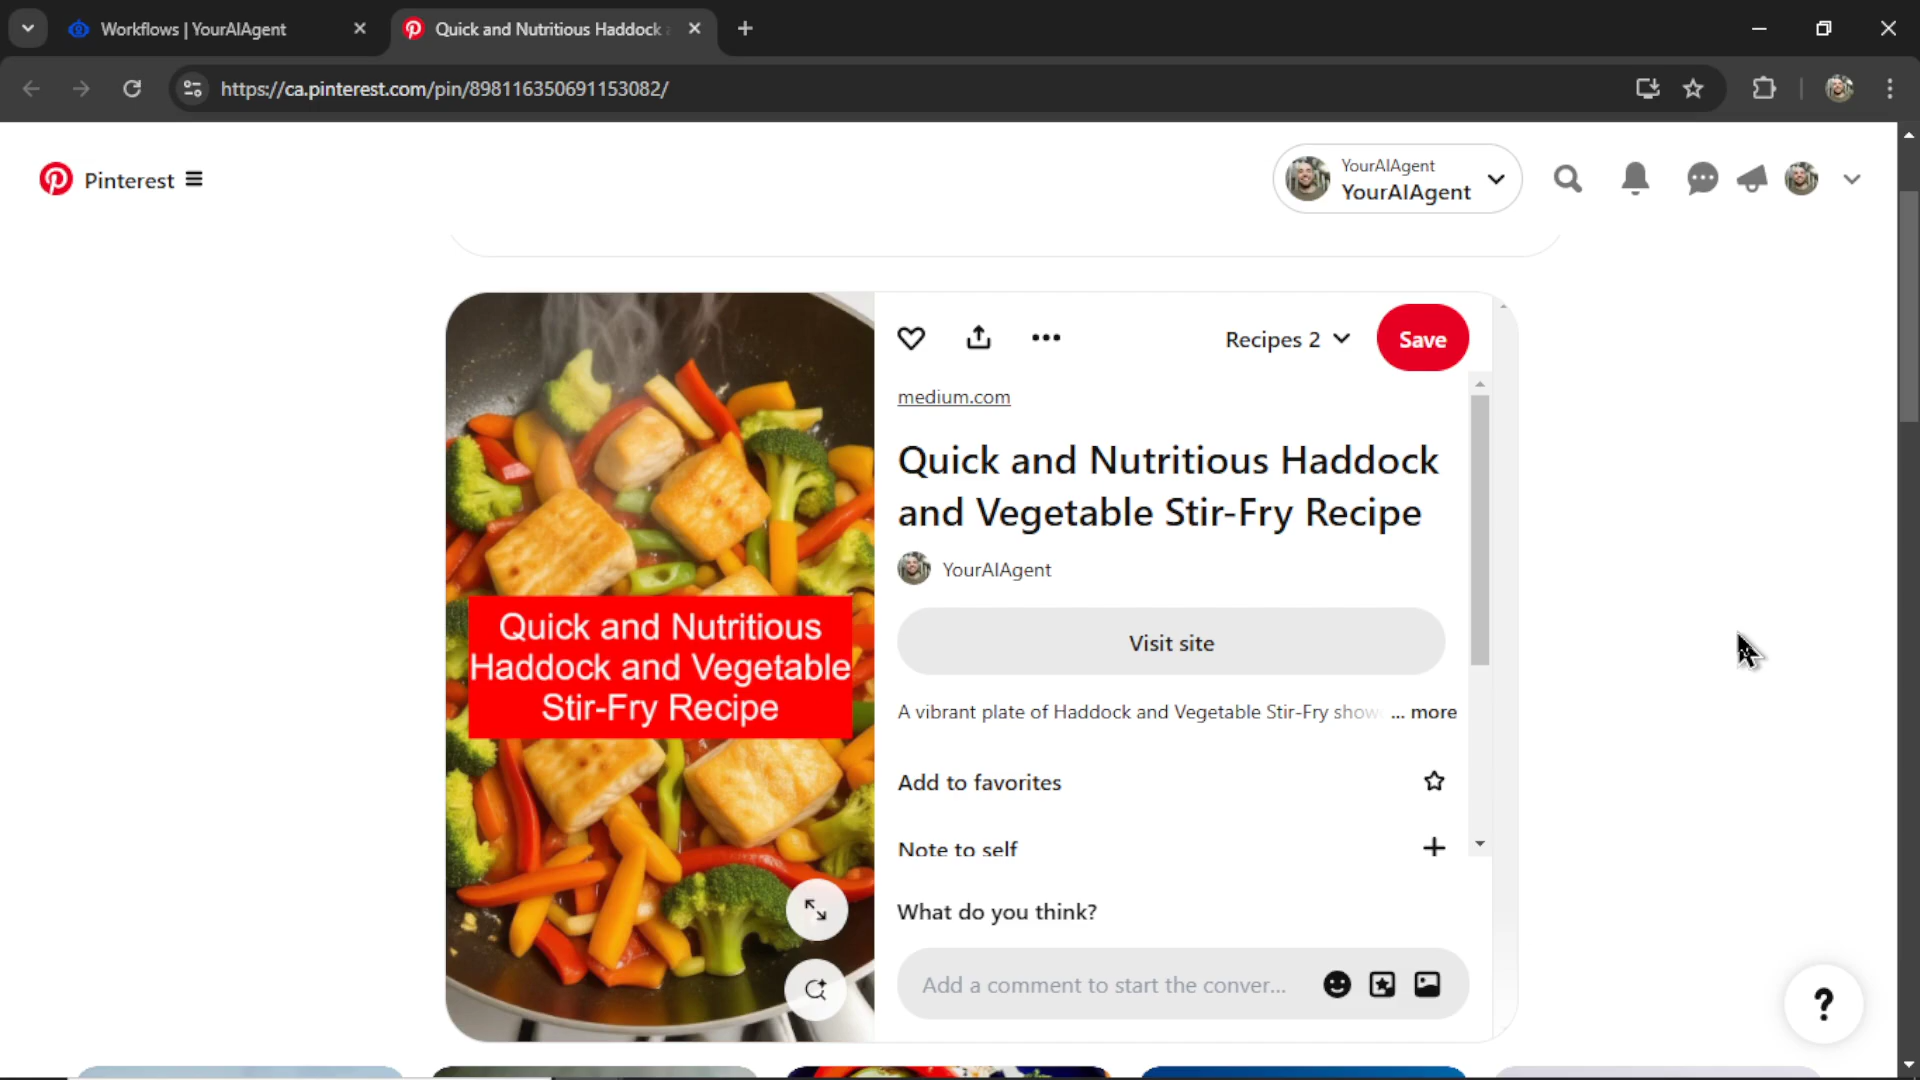 Workflows | YourAIAgent
Quick and Nutritious Haddock
https://ca.pinterest.com/pin/898116350691153082/
Pinterest
YourAIAgent
YourAIAgent
Recipes 2
Save
medium.com
Quick and Nutritious Haddock
and Vegetable Stir-Fry Recipe
YourAIAgent
Visit site
A vibrant plate of Haddock and Vegetable Stir-Fry show ... more
Add to favorites
Note to self
What do you think?
Add a comment to start the conver...
Quick and Nutritious
Haddock and Vegetable
Stir-Fry Recipe
?